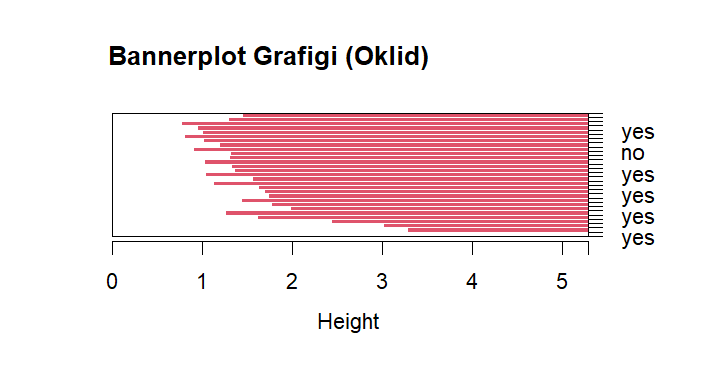 Bannerplot Grafigi (Oklid)
yes
no
yes
yes
yes
yes
0 1 2 3 4 5
Height